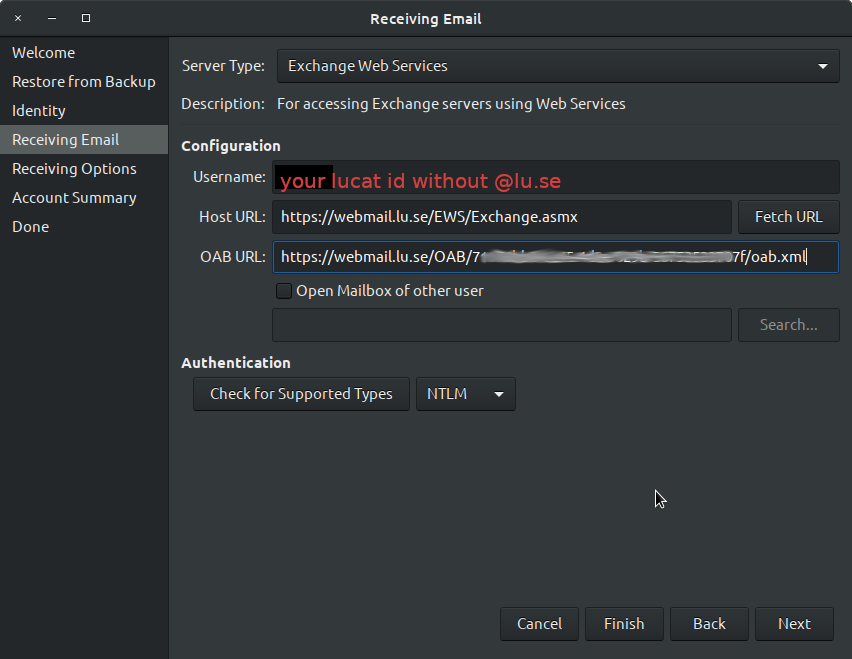 Receiving Email
Welcome
Restore from Backup
Identity
Receiving Email
Receiving Options
Account Summary
Done
Server Type: Exchange Web Services
Description: For accessing Exchange servers using Web Services
Configuration
Username: your lucat id without @lu.se
Host URL: https://webmail.lu.se/EWS/Exchange.asmx Fetch URL
OAB URL: https://webmail.lu.se/OAB/7 7f/oab.xml
Open Mailbox of other user
Search...
Authentication
Check for Supported Types NTLM
Cancel Finish Back Next